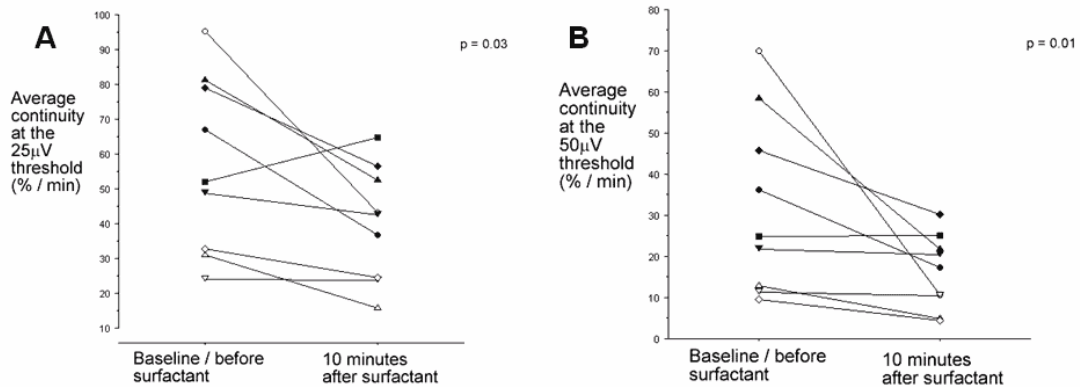 A
p = 0.03
Average
continuity
at the
25µV
threshold
(% / min)
100
90
80
70
60
50
40
30
20
10
Baseline / before
surfactant
10 minutes
after surfactant
B
p = 0.01
Average
continuity
at the
50µV
threshold
(% / min)
80
70
60
50
40
30
20
10
0
Baseline / before
surfactant
10 minutes
after surfactant